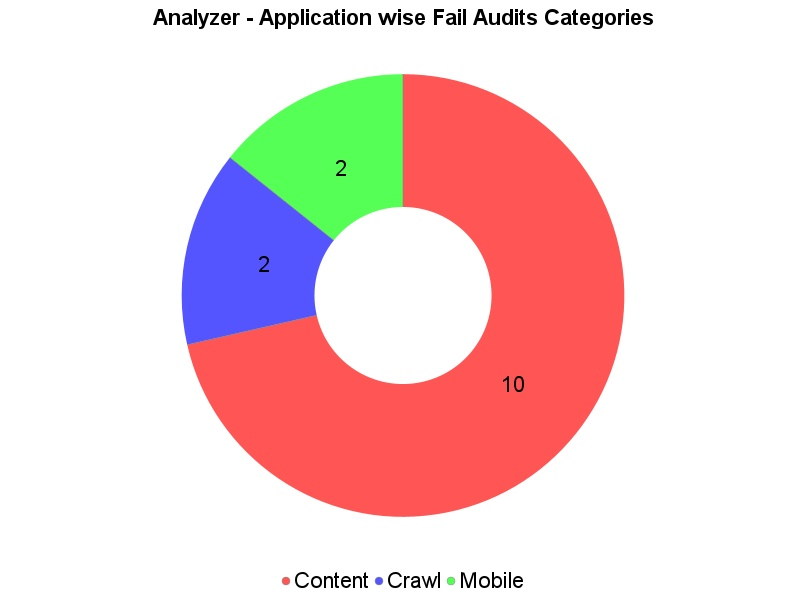 Analyzer - Application wise Fail Audits Categories
2
2
10
Content Crawl Mobile